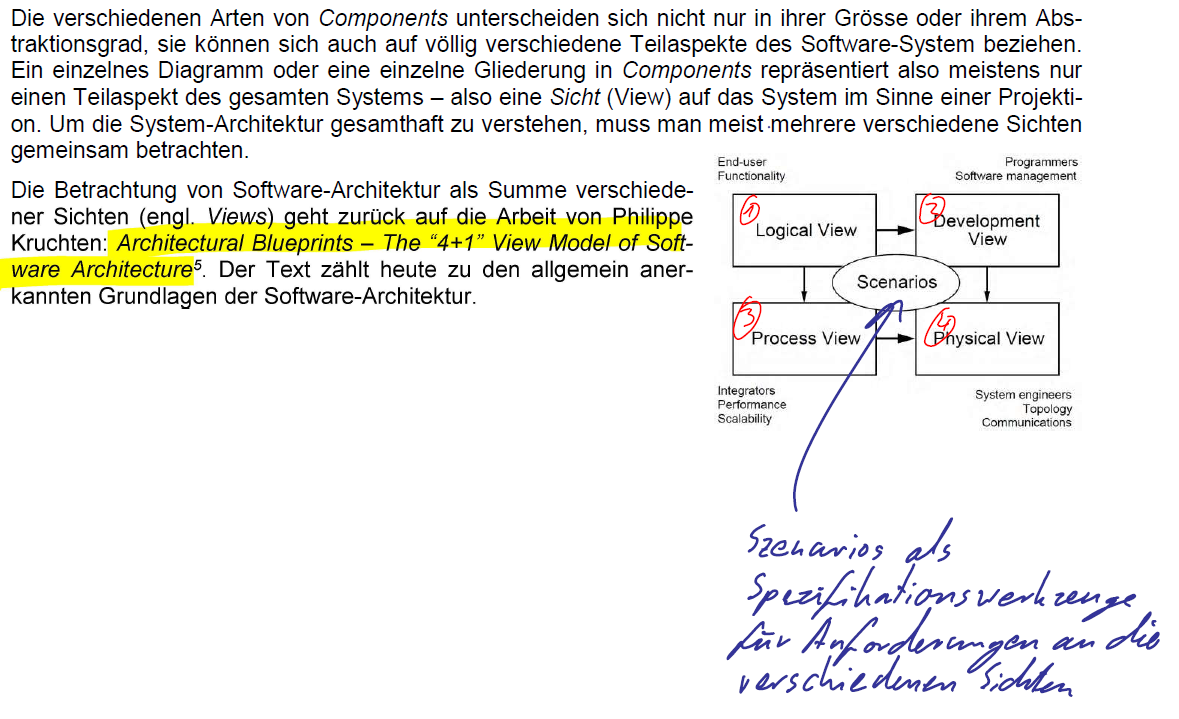 Die verschiedenen Arten von Components unterscheiden sich nicht nur in ihrer Grösse oder ihrem Abs-
traktionsgrad, sie können sich auch auf völlig verschiedene Teilaspekte des Software-System beziehen.
Ein einzelnes Diagramm oder eine einzelne Gliederung in Components repräsentiert also meistens nur
einen Teilaspekt des gesamten Systems – also eine Sicht (View) auf das System im Sinne einer Projekti-
on. Um die System-Architektur gesamthaft zu verstehen, muss man meist mehrere verschiedene Sichten
gemeinsam betrachten.
Die Betrachtung von Software-Architektur als Summe verschiede-
ner Sichten (engl. Views) geht zurück auf die Arbeit von Philippe
Kruchten: Architectural Blueprints – The “4+1” View Model of Soft-
ware Architecture⁵. Der Text zählt heute zu den allgemein aner-
kannten Grundlagen der Software-Architektur.
End-user
Functionality
Programmers
Software management
1
Logical View
2
Development
View
Scenarios
3
Process View
4
Physical View
Integrators
Performance
Scalability
System engineers
Topology
Communications
Szenarios als
Spezifikationswerkzeuge
für Anforderungen an die
verschiedenen Sichten